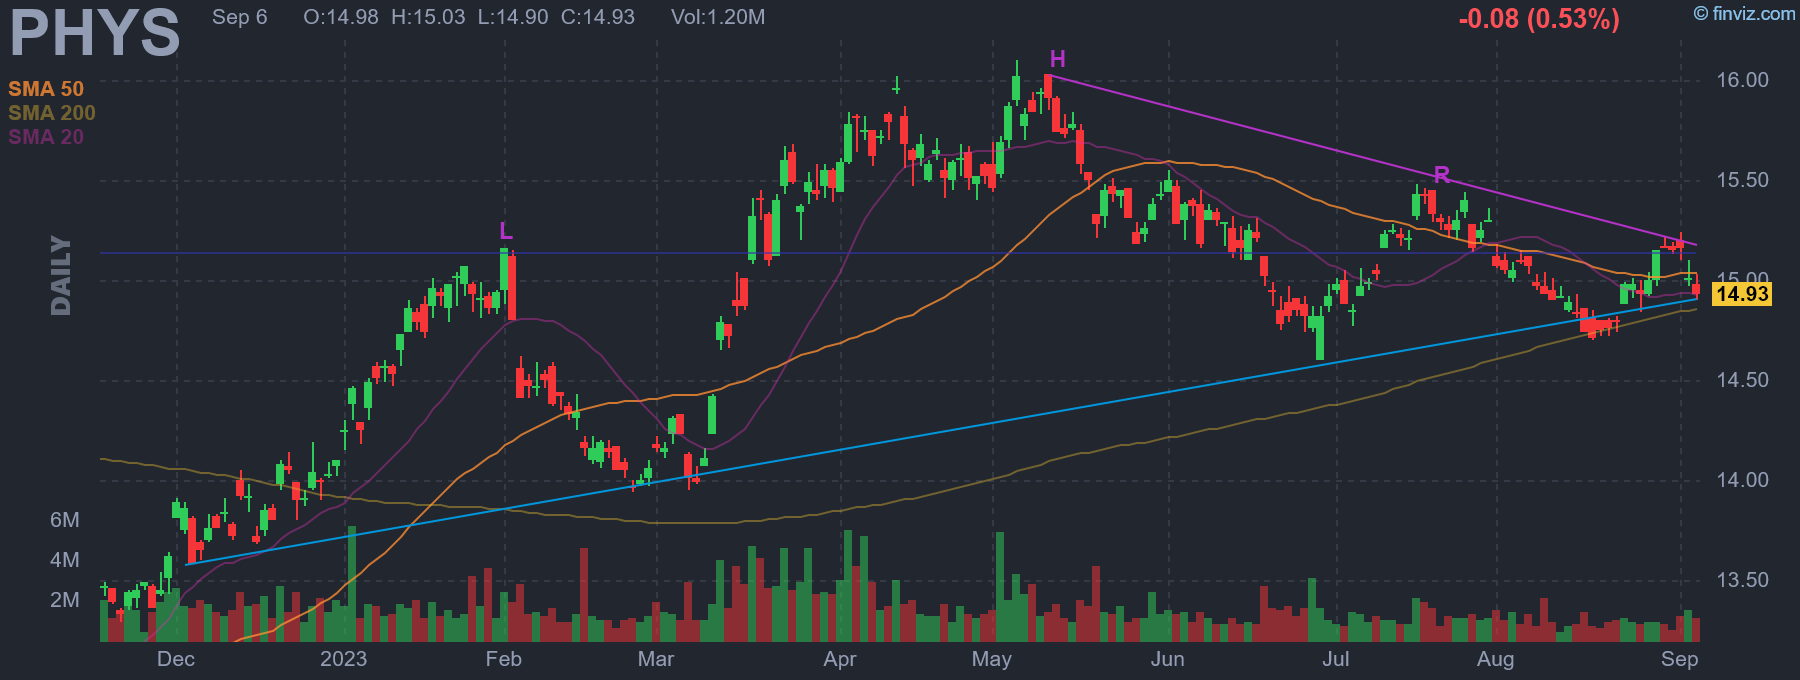 PHYS Sep 6 O:14.98 H:15.03 L:14.90 C:14.93 Vol:1.20M -0.08 (0.53%) © finviz.com
SMA 50
SMA 200
SMA 20
DAILY
H
R
L
16.00
15.50
15.00
14.93
14.50
14.00
13.50
6M
4M
2M
Dec 2023 Feb Mar Apr May Jun Jul Aug Sep